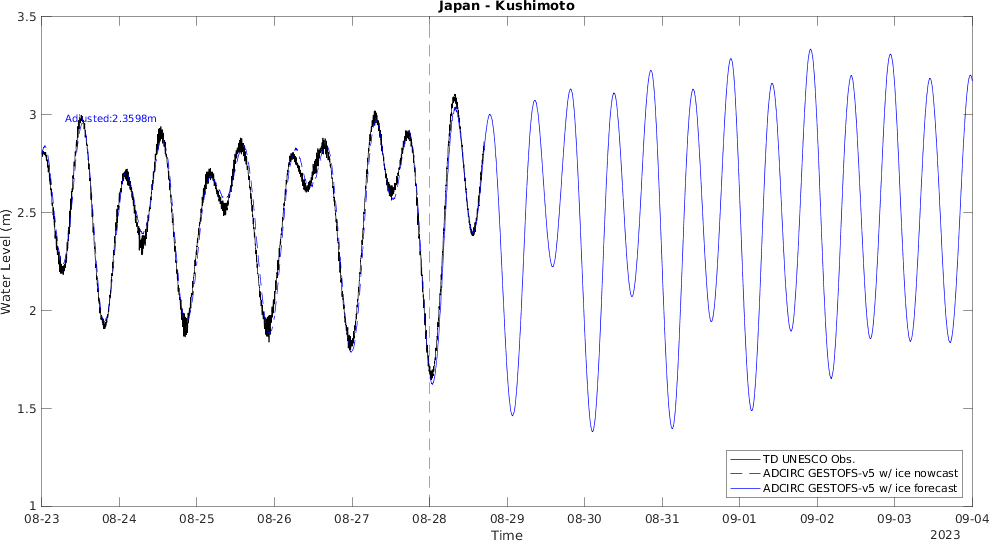 Japan - Kushimoto
3.5
3
2.5
2
1.5
1
Water Level (m)
Adjusted:2.3598m
TD UNESCO Obs.
ADCIRC GESTOFS-v5 w/ ice nowcast
ADCIRC GESTOFS-v5 w/ ice forecast
08-23 08-24 08-25 08-26 08-27 08-28 08-29 08-30 08-31 09-01 09-02 09-03 09-04
Time
2023